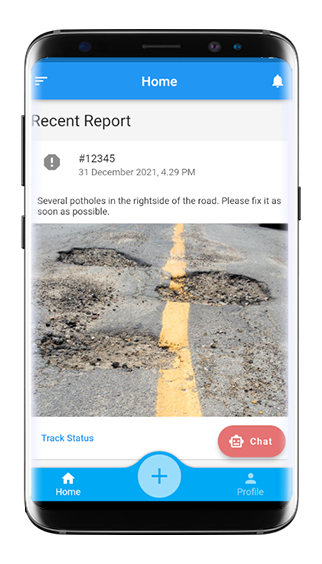 Home
Recent Report
#12345
31 December 2021, 4.29 PM
Several potholes in the rightside of the road. Please fix it as
soon as possible.
Track Status
Chat
Home
Profile